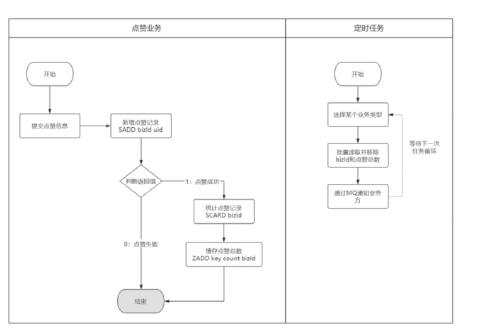 点赞业务
定时任务
开始
提交点赞信息
新增点赞记录
SADD bizId uid
判断返回值
1：点赞成功
统计点赞记录
SCARD bizId
缓存点赞总数
ZADD key count bizId
0：点赞失败
结束
开始
选择某个业务类型
等待下一次
任务循环
批量读取并移除
bizId和点赞总数
通过MQ通知业务
方